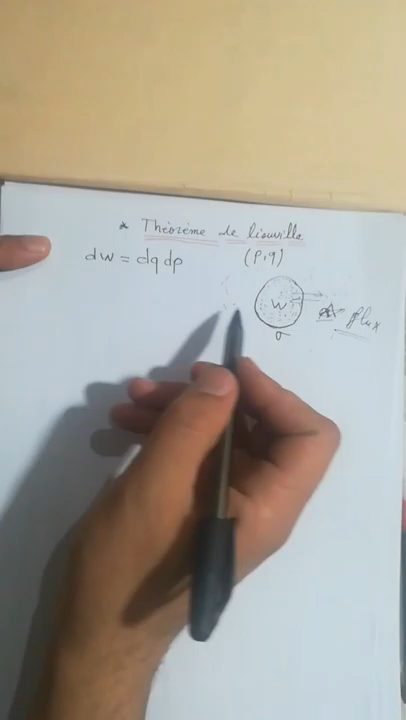 * Théorème de liouville
dw = dq dp (p,q)
w
flux
σ